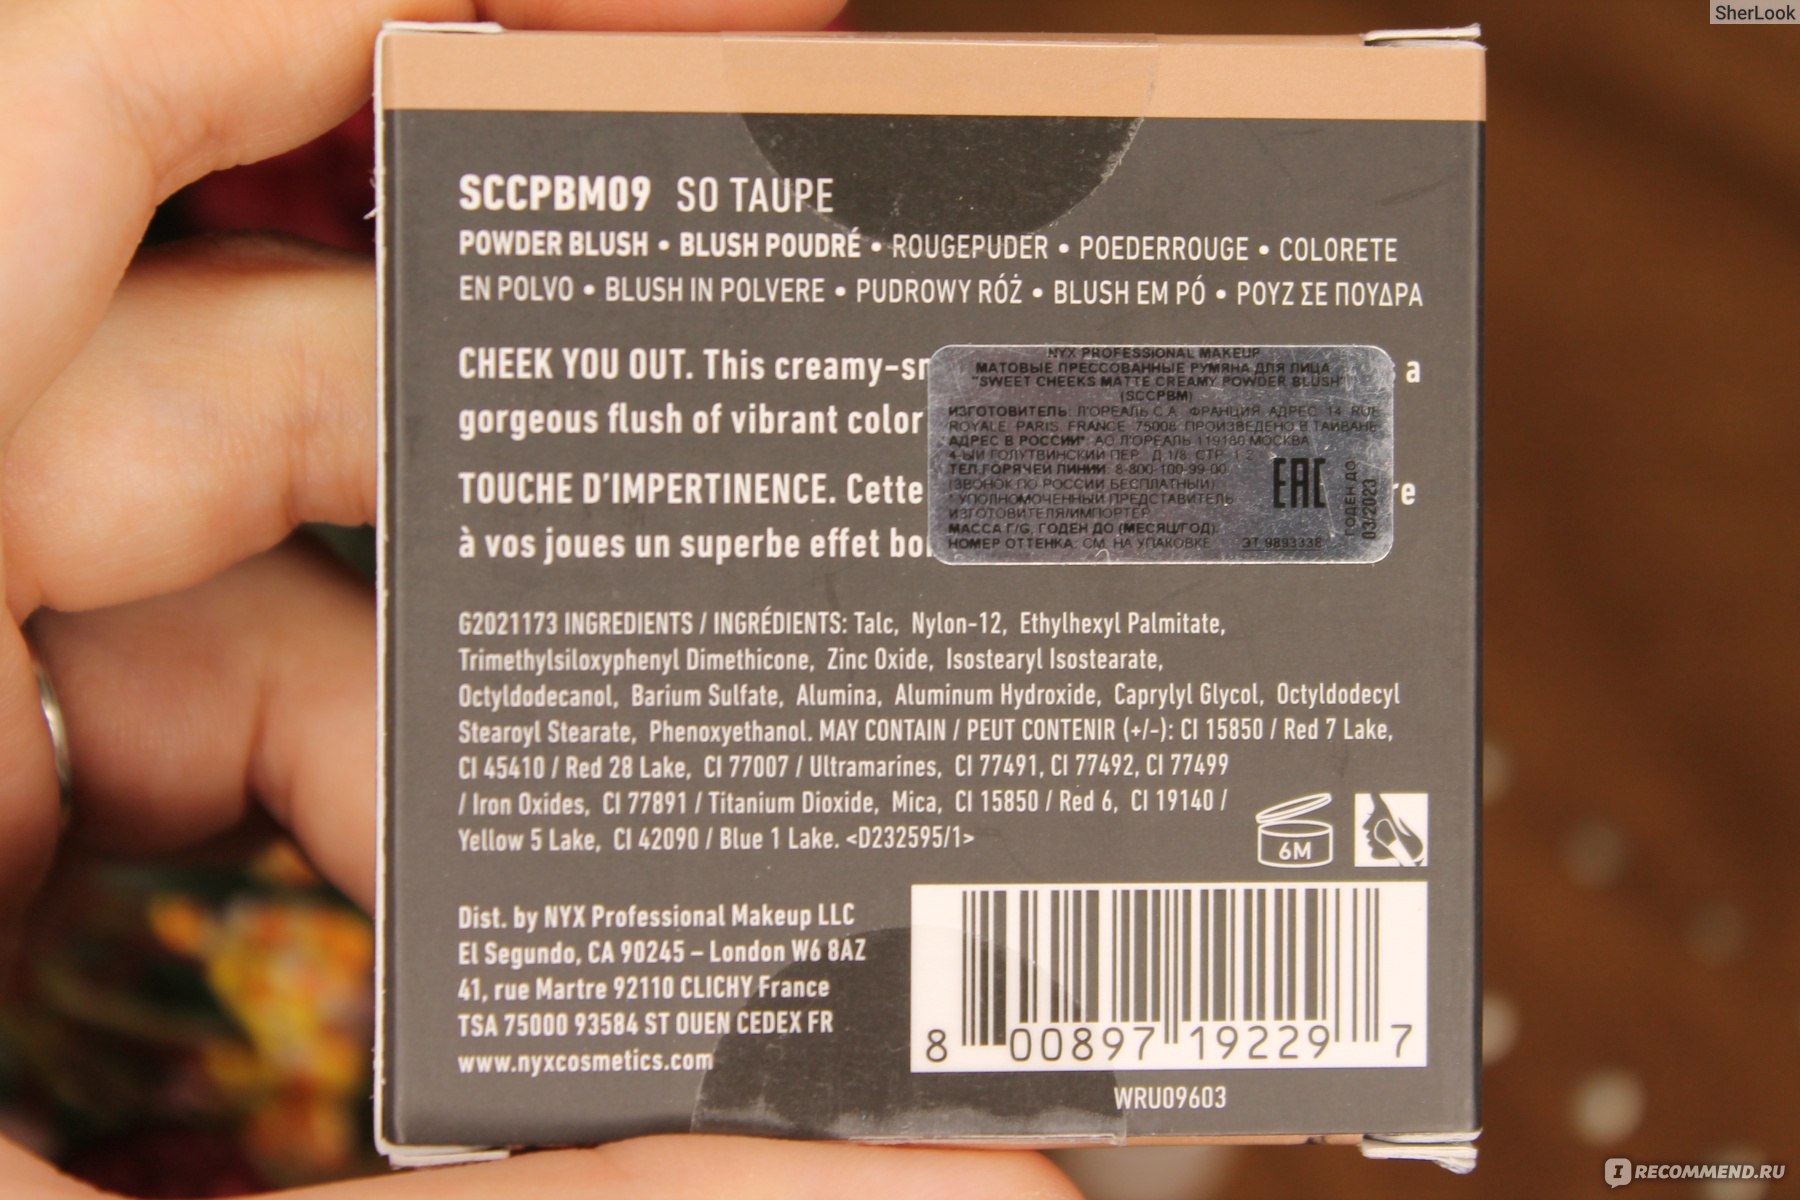 SherLook
SCCPBM09 SO TAUPE
POWDER BLUSH • BLUSH POUDRÉ • ROUGEPUDER • POEDERROUGE • COLORETE
EN POLVO • BLUSH IN POLVERE • PUDROWY RÓŻ • BLUSH EM PÓ • ΡΟΥΖ ΣΕ ΠΟΥΔΡΑ
CHEEK YOU OUT. This creamy-sm a
gorgeous flush of vibrant color
TOUCHE D'IMPERTINENCE. Cette re
à vos joues un superbe effet bo
NYX PROFESSIONAL MAKEUP
МАТОВЫЕ ПРЕССОВАННЫЕ РУМЯНА ДЛЯ ЛИЦА
"SWEET CHEEKS MATTE CREAMY POWDER BLUSH"
(SCCPBM)
ИЗГОТОВИТЕЛЬ: Л'ОРЕАЛЬ С.А. ФРАНЦИЯ, АДРЕС: 14, RUE
ROYALE, PARIS, FRANCE, 75008. ПРОИЗВЕДЕНО В ТАЙВАНЕ
АДРЕС В РОССИИ*: АО Л'ОРЕАЛЬ 119180 МОСКВА
4-ЫЙ ГОЛУТВИНСКИЙ ПЕР., Д.1/8, СТР. 1 2
ТЕЛ.ГОРЯЧЕЙ ЛИНИИ: 8-800-100-99-00
(ЗВОНОК ПО РОССИИ БЕСПЛАТНЫЙ)
* УПОЛНОМОЧЕННЫЙ ПРЕДСТАВИТЕЛЬ
ИЗГОТОВИТЕЛЯ/ИМПОРТЕР
МАССА Г/G, ГОДЕН ДО (МЕСЯЦ/ГОД)
НОМЕР ОТТЕНКА: СМ. НА УПАКОВКЕ ЭТ 9893338
EAC
ГОДЕН ДО
03/2023
G2021173 INGREDIENTS / INGRÉDIENTS: Talc, Nylon-12, Ethylhexyl Palmitate,
Trimethylsiloxyphenyl Dimethicone, Zinc Oxide, Isostearyl Isostearate,
Octyldodecanol, Barium Sulfate, Alumina, Aluminum Hydroxide, Caprylyl Glycol, Octyldodecyl
Stearoyl Stearate, Phenoxyethanol. MAY CONTAIN / PEUT CONTENIR (+/-): CI 15850 / Red 7 Lake,
CI 45410 / Red 28 Lake, CI 77007 / Ultramarines, CI 77491, CI 77492, CI 77499
/ Iron Oxides, CI 77891 / Titanium Dioxide, Mica, CI 15850 / Red 6, CI 19140 /
Yellow 5 Lake, CI 42090 / Blue 1 Lake. <D232595/1>
6M
Dist. by NYX Professional Makeup LLC
El Segundo, CA 90245 – London W6 8AZ
41, rue Martre 92110 CLICHY France
TSA 75000 93584 ST OUEN CEDEX FR
www.nyxcosmetics.com
8 00897 19229 7
WRU09603
IRECOMMEND.RU